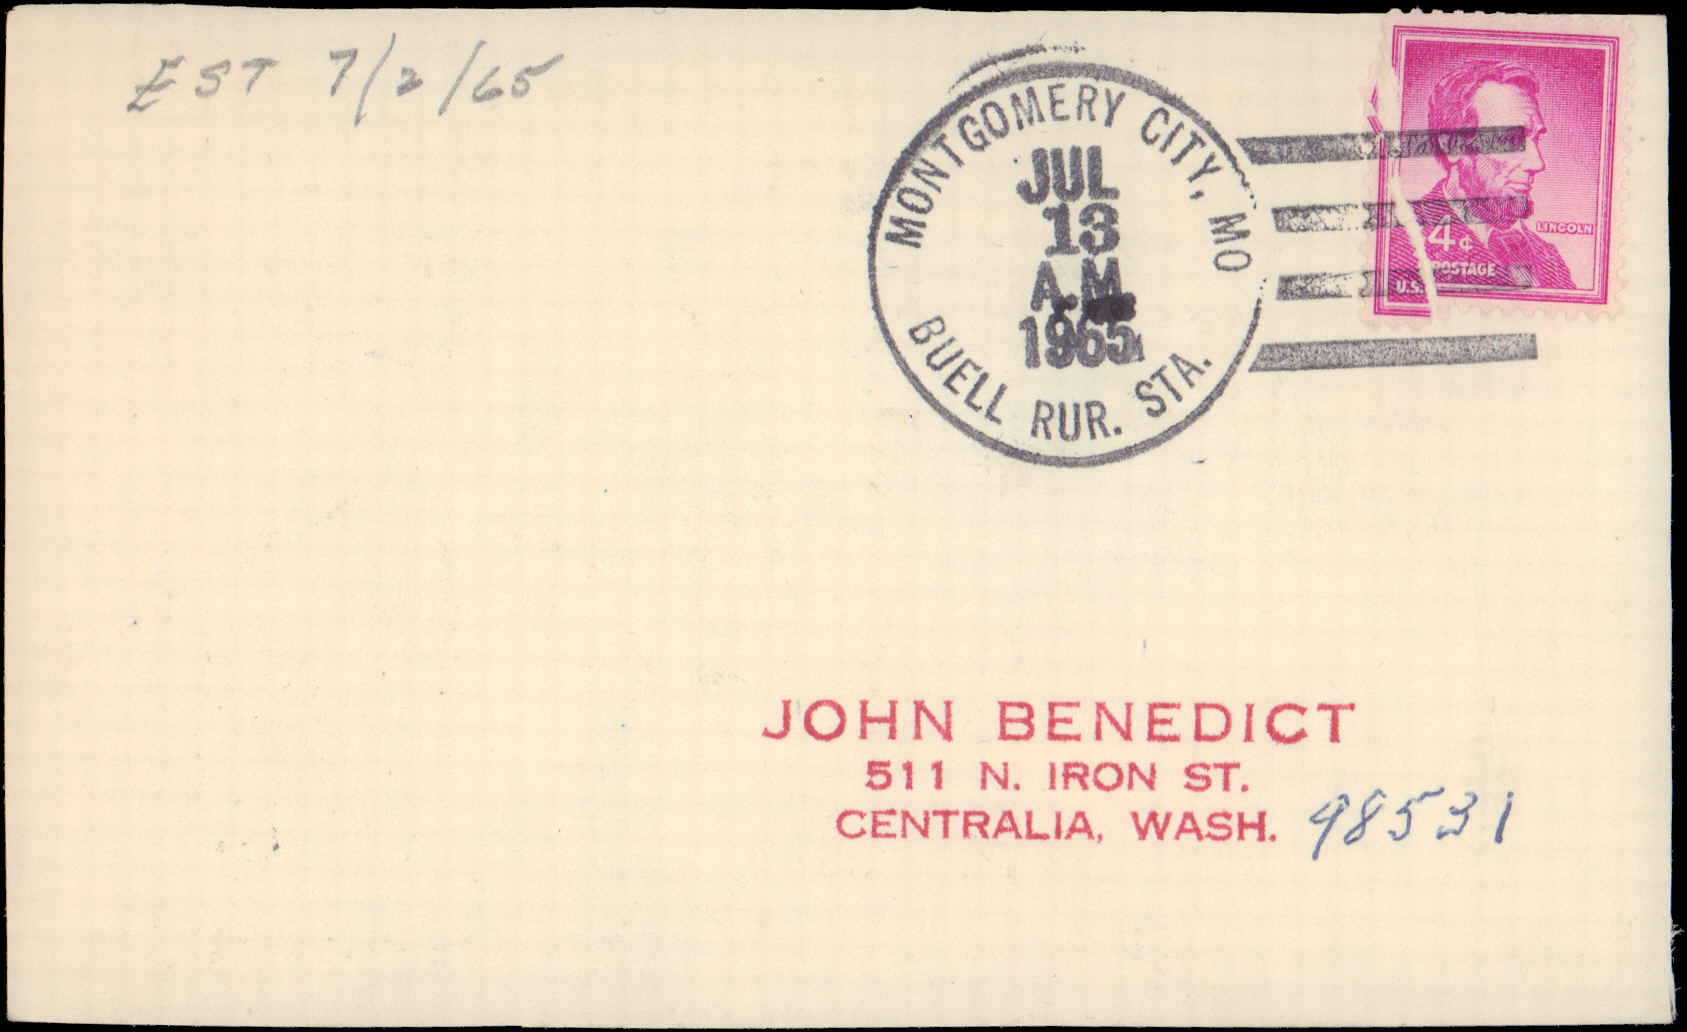 EST 7/2/65
MONTGOMERY CITY, MO
JUL
13
A.M.
1965
BUELL RUR. STA.
LINCOLN
4¢
POSTAGE
U.S.
JOHN BENEDICT
511 N. IRON ST.
CENTRALIA, WASH. 98531